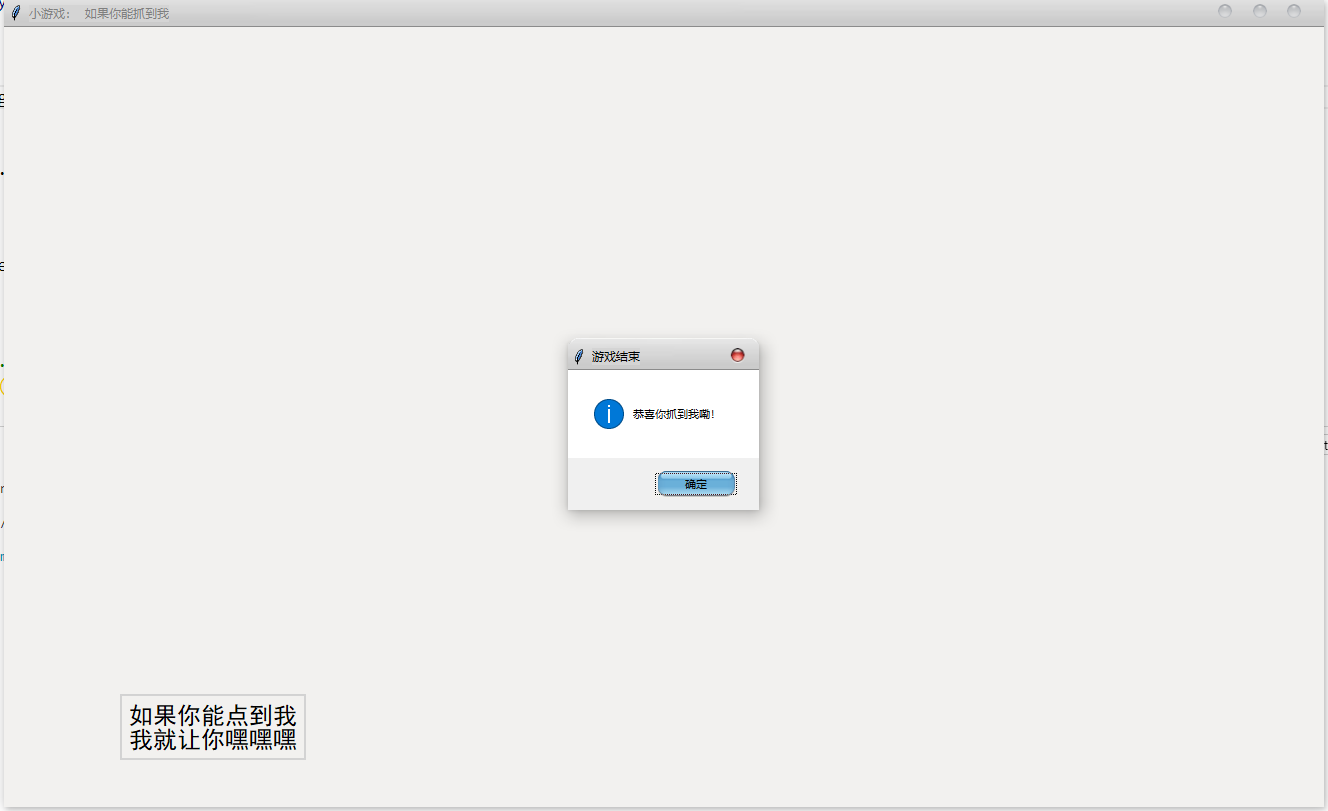 小游戏： 如果你能抓到我
游戏结束
恭喜你抓到我嘞!
确定
如果你能点到我
我就让你嘿嘿嘿